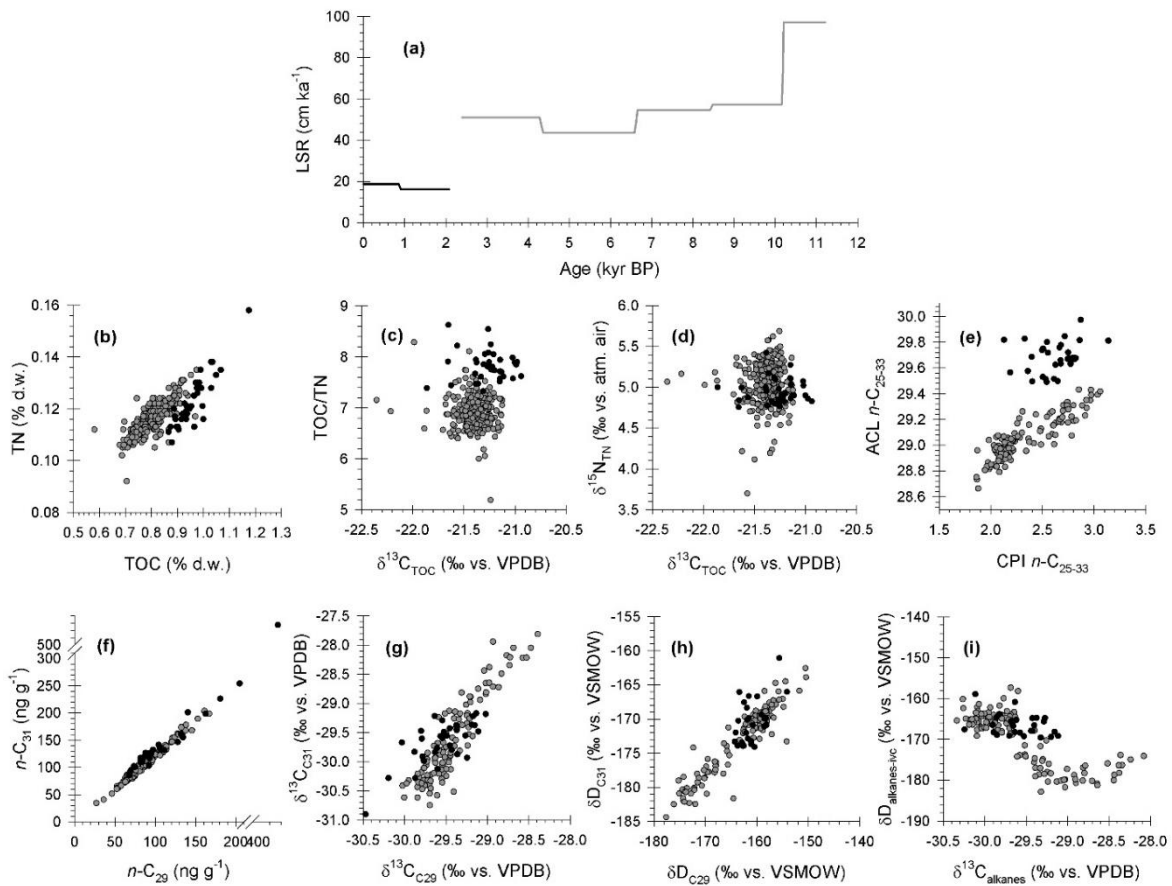 (a)
LSR (cm ka⁻¹)
100
80
60
40
20
0
0 1 2 3 4 5 6 7 8 9 10 11 12
Age (kyr BP)
(b)
TN (% d.w.)
0.16
0.14
0.12
0.10
0.08
0.5 0.6 0.7 0.8 0.9 1.0 1.1 1.2 1.3
TOC (% d.w.)
(c)
TOC/TN
9
8
7
6
5
-22.5 -22.0 -21.5 -21.0 -20.5
δ¹³C_TOC (‰ vs. VPDB)
(d)
δ¹⁵N_TN (‰ vs. atm. air)
6.0
5.5
5.0
4.5
4.0
3.5
-22.5 -22.0 -21.5 -21.0 -20.5
δ¹³C_TOC (‰ vs. VPDB)
(e)
ACL n-C₂₅₋₃₃
30.0
29.8
29.6
29.4
29.2
29.0
28.8
28.6
1.5 2.0 2.5 3.0 3.5
CPI n-C₂₅₋₃₃
(f)
n-C₃₁ (ng g⁻¹)
500
300
250
200
150
100
50
0
0 50 100 150 200 400
n-C₂₉ (ng g⁻¹)
(g)
δ¹³C_C31 (‰ vs. VPDB)
-27.5
-28.0
-28.5
-29.0
-29.5
-30.0
-30.5
-31.0
-30.5 -30.0 -29.5 -29.0 -28.5 -28.0
δ¹³C_C29 (‰ vs. VPDB)
(h)
δD_C31 (‰ vs. VSMOW)
-155
-160
-165
-170
-175
-180
-185
-180 -170 -160 -150
δD_C29 (‰ vs. VSMOW)
(i)
δD_alkanes-ivc (‰ vs. VSMOW)
-150
-160
-170
-180
-190
-30.5 -30.0 -29.5 -29.0 -28.5 -28.0
δ¹³C_alkanes (‰ vs. VPDB)